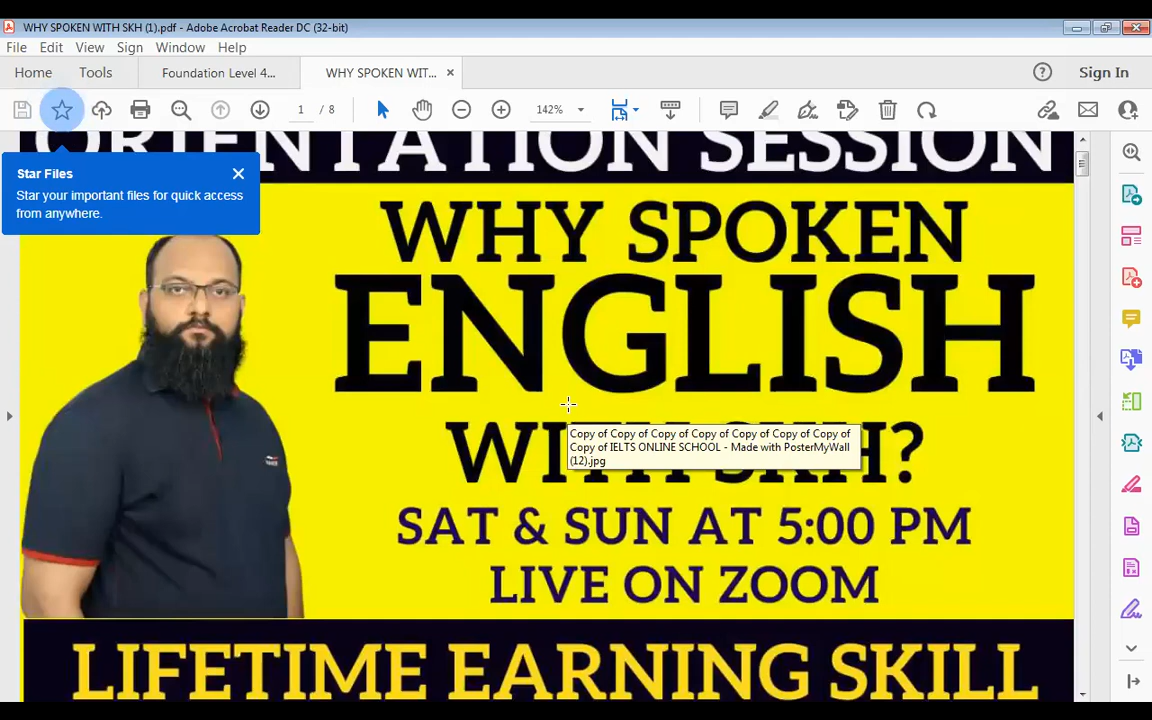 WHY SPOKEN WITH SKH (1).pdf - Adobe Acrobat Reader DC (32-bit)
File Edit View Sign Window Help
Home Tools Foundation Level 4... WHY SPOKEN WIT... Sign In
1 / 8 142%
ORIENTATION SESSION
Star Files
Star your important files for quick access
from anywhere.
WHY SPOKEN
ENGLISH
WITH SKH?
Copy of Copy of Copy of Copy of Copy of Copy of Copy of
Copy of IELTS ONLINE SCHOOL - Made with PosterMyWall
(12).jpg
SAT & SUN AT 5:00 PM
LIVE ON ZOOM
LIFETIME EARNING SKILL